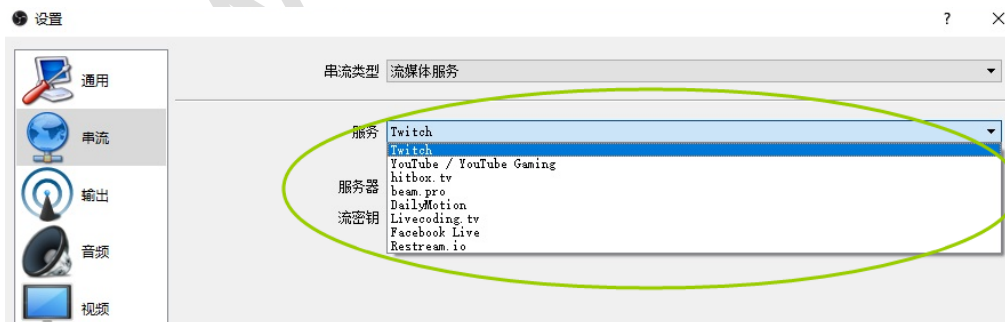 设置
?
通用
串流类型 流媒体服务
串流
服务 Twitch
Twitch
YouTube / YouTube Gaming
hitbox.tv
beam.pro
DailyMotion
Livecoding.tv
Facebook Live
Restream.io
服务器
流密钥
输出
音频
视频